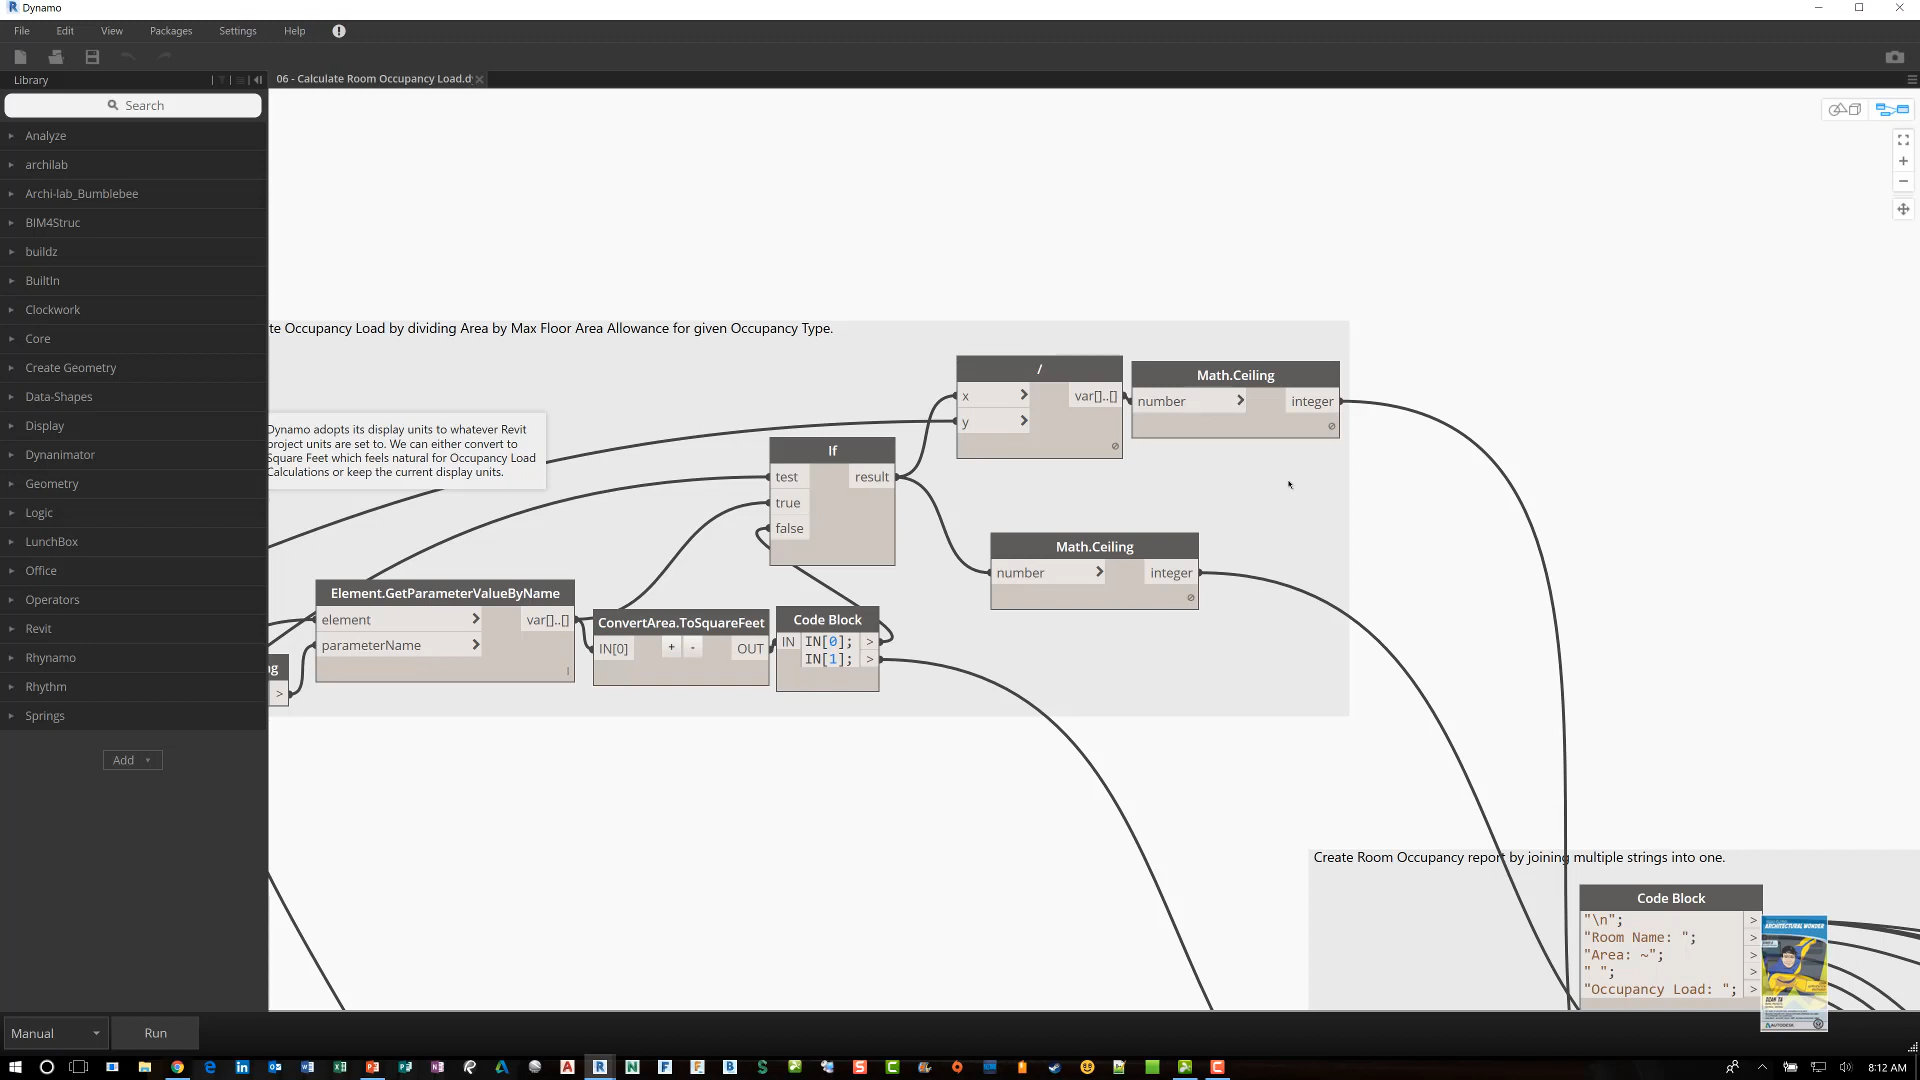 Dynamo
File Edit View Packages Settings Help
Library
06 - Calculate Room Occupancy Load.d
Search
Analyze
archilab
Archi-lab_Bumblebee
BIM4Struc
buildz
BuiltIn
Clockwork
Core
Create Geometry
Data-Shapes
Display
Dynanimator
Geometry
Logic
LunchBox
Office
Operators
Revit
Rhynamo
Rhythm
Springs
Add
te Occupancy Load by dividing Area by Max Floor Area Allowance for given Occupancy Type.
Dynamo adopts its display units to whatever Revit
project units are set to. We can either convert to
Square Feet which feels natural for Occupancy Load
Calculations or keep the current display units.
/
x > var[]..[]
y >
Math.Ceiling
number > integer
If
test result
true
false
Math.Ceiling
number > integer
Element.GetParameterValueByName
element > var[]..[]
parameterName >
ng
>
ConvertArea.ToSquareFeet
IN[0] + - OUT
Code Block
IN IN[0]; >
IN[1]; >
Create Room Occupancy report by joining multiple strings into one.
Code Block
"\n"; >
"Room Name: "; >
"Area: ~"; >
" "; >
"Occupancy Load: "; >
ARCHITECTURAL WONDER
AUTODESK
Manual Run
8:12 AM